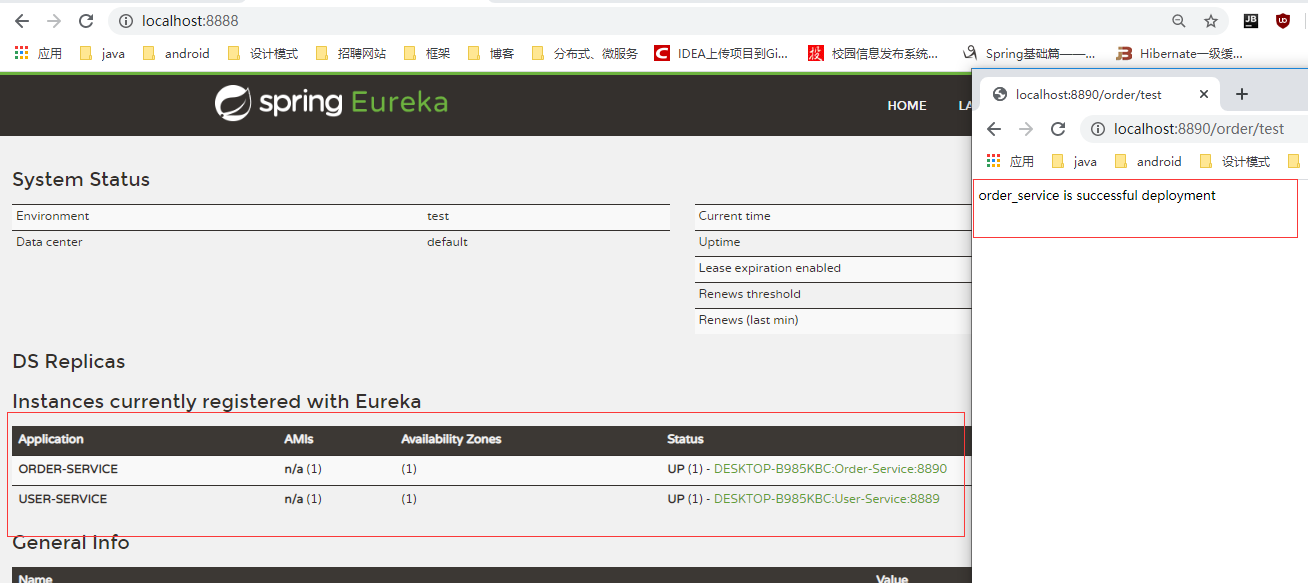 localhost:8888
应用 java android 设计模式 招聘网站 框架 博客 分布式、微服务 IDEA上传项目到Gi... 校园信息发布系统... Spring基础篇——... Hibernate一级缓...
spring Eureka
HOME LA
System Status
Environment test
Data center default
Current time
Uptime
Lease expiration enabled
Renews threshold
Renews (last min)
DS Replicas
Instances currently registered with Eureka
Application AMIs Availability Zones Status
ORDER-SERVICE n/a (1) (1) UP (1) - DESKTOP-B985KBC:Order-Service:8890
USER-SERVICE n/a (1) (1) UP (1) - DESKTOP-B985KBC:User-Service:8889
General Info
Name Value
localhost:8890/order/test
localhost:8890/order/test
应用 java android 设计模式
order_service is successful deployment